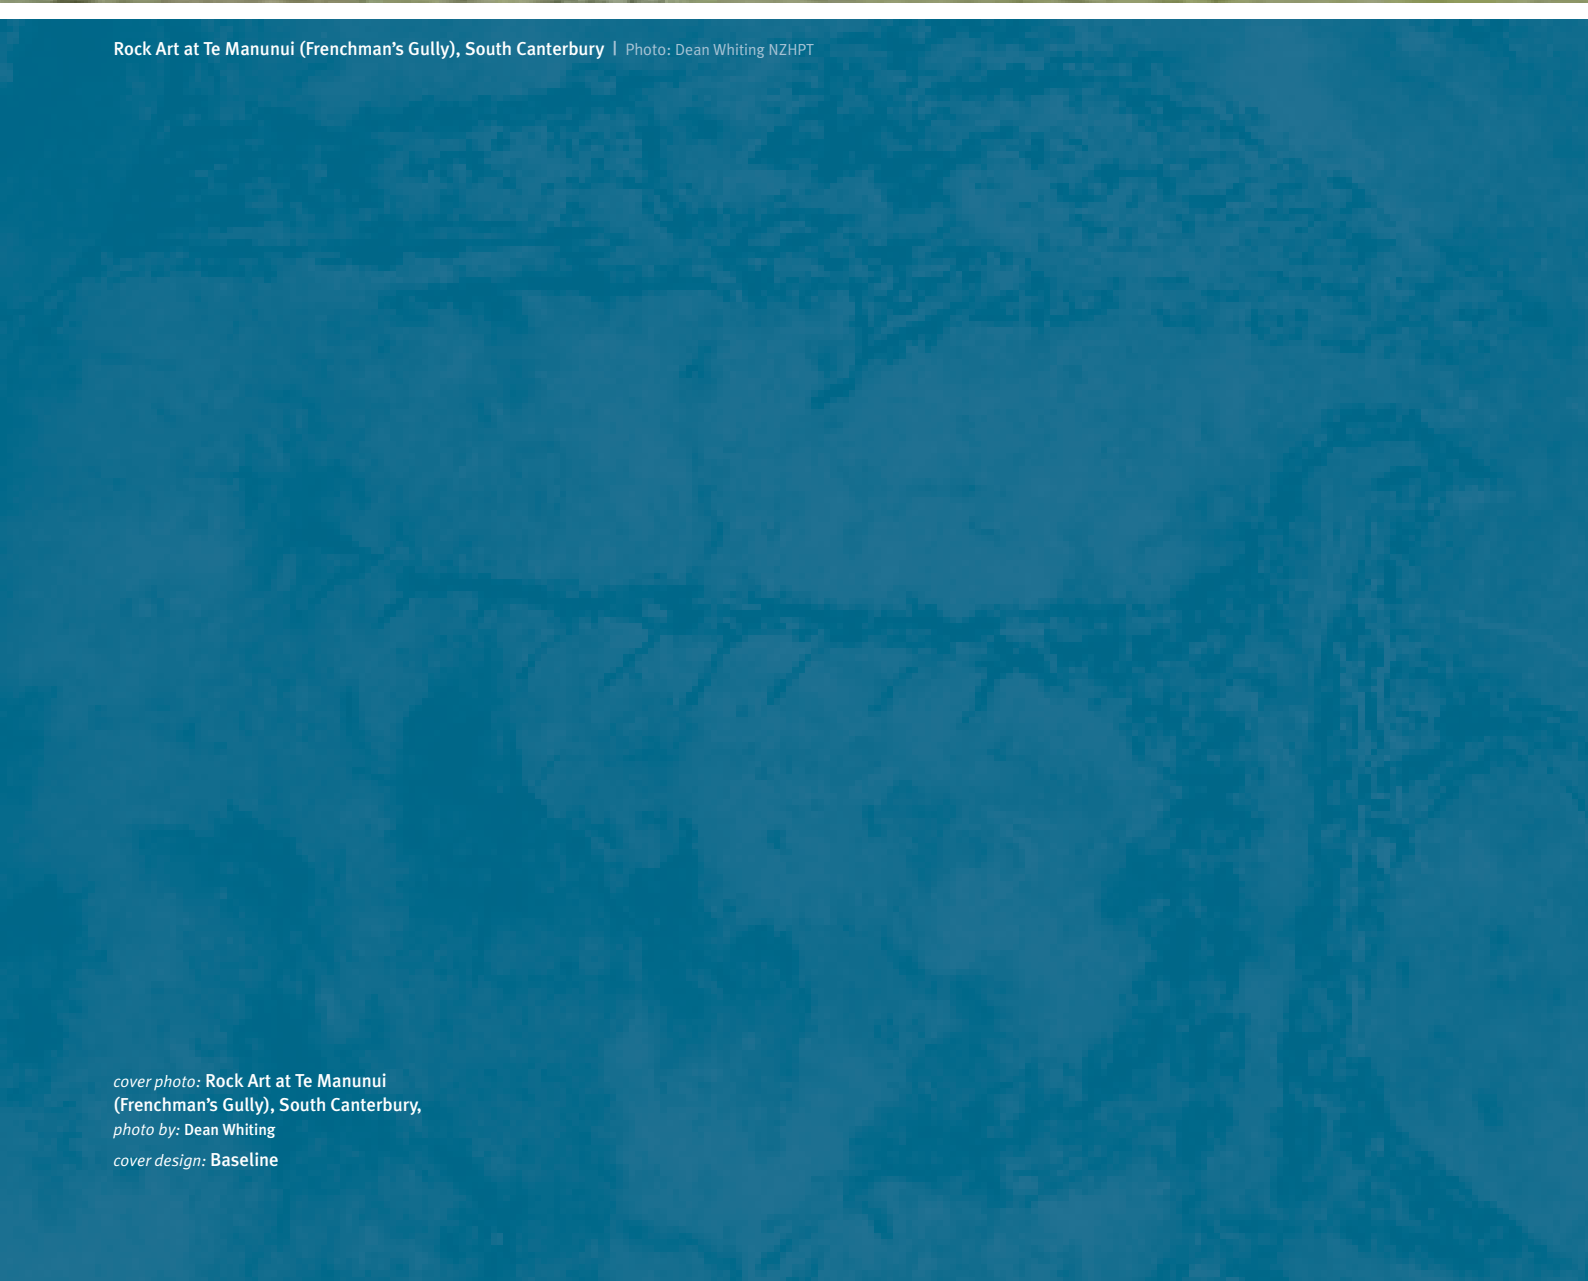 Rock Art at Te Manunui (Frenchman’s Gully), South Canterbury | Photo: Dean Whiting NZHPT
cover photo: Rock Art at Te Manunui
(Frenchman’s Gully), South Canterbury,
photo by: Dean Whiting
cover design: Baseline